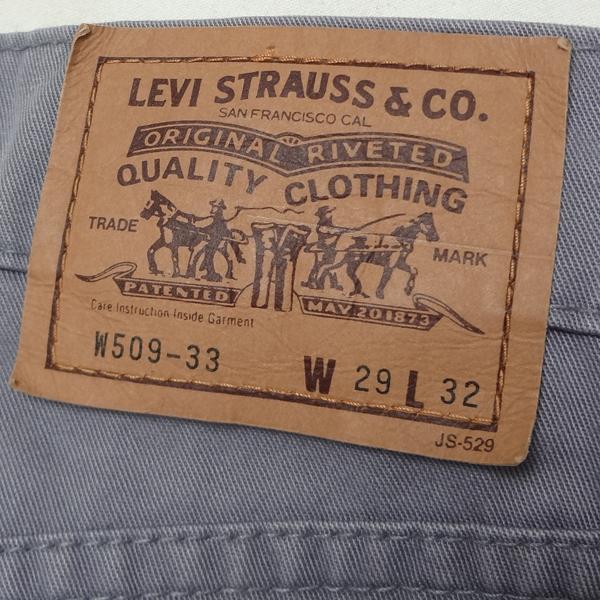 LEVI STRAUSS & CO.
SAN FRANCISCO CAL
ORIGINAL RIVETED
QUALITY CLOTHING
TRADE MARK
PATENTED MAY 20 1873
Care Instruction Inside Garment
W509-33 W 29 L 32
JS-529